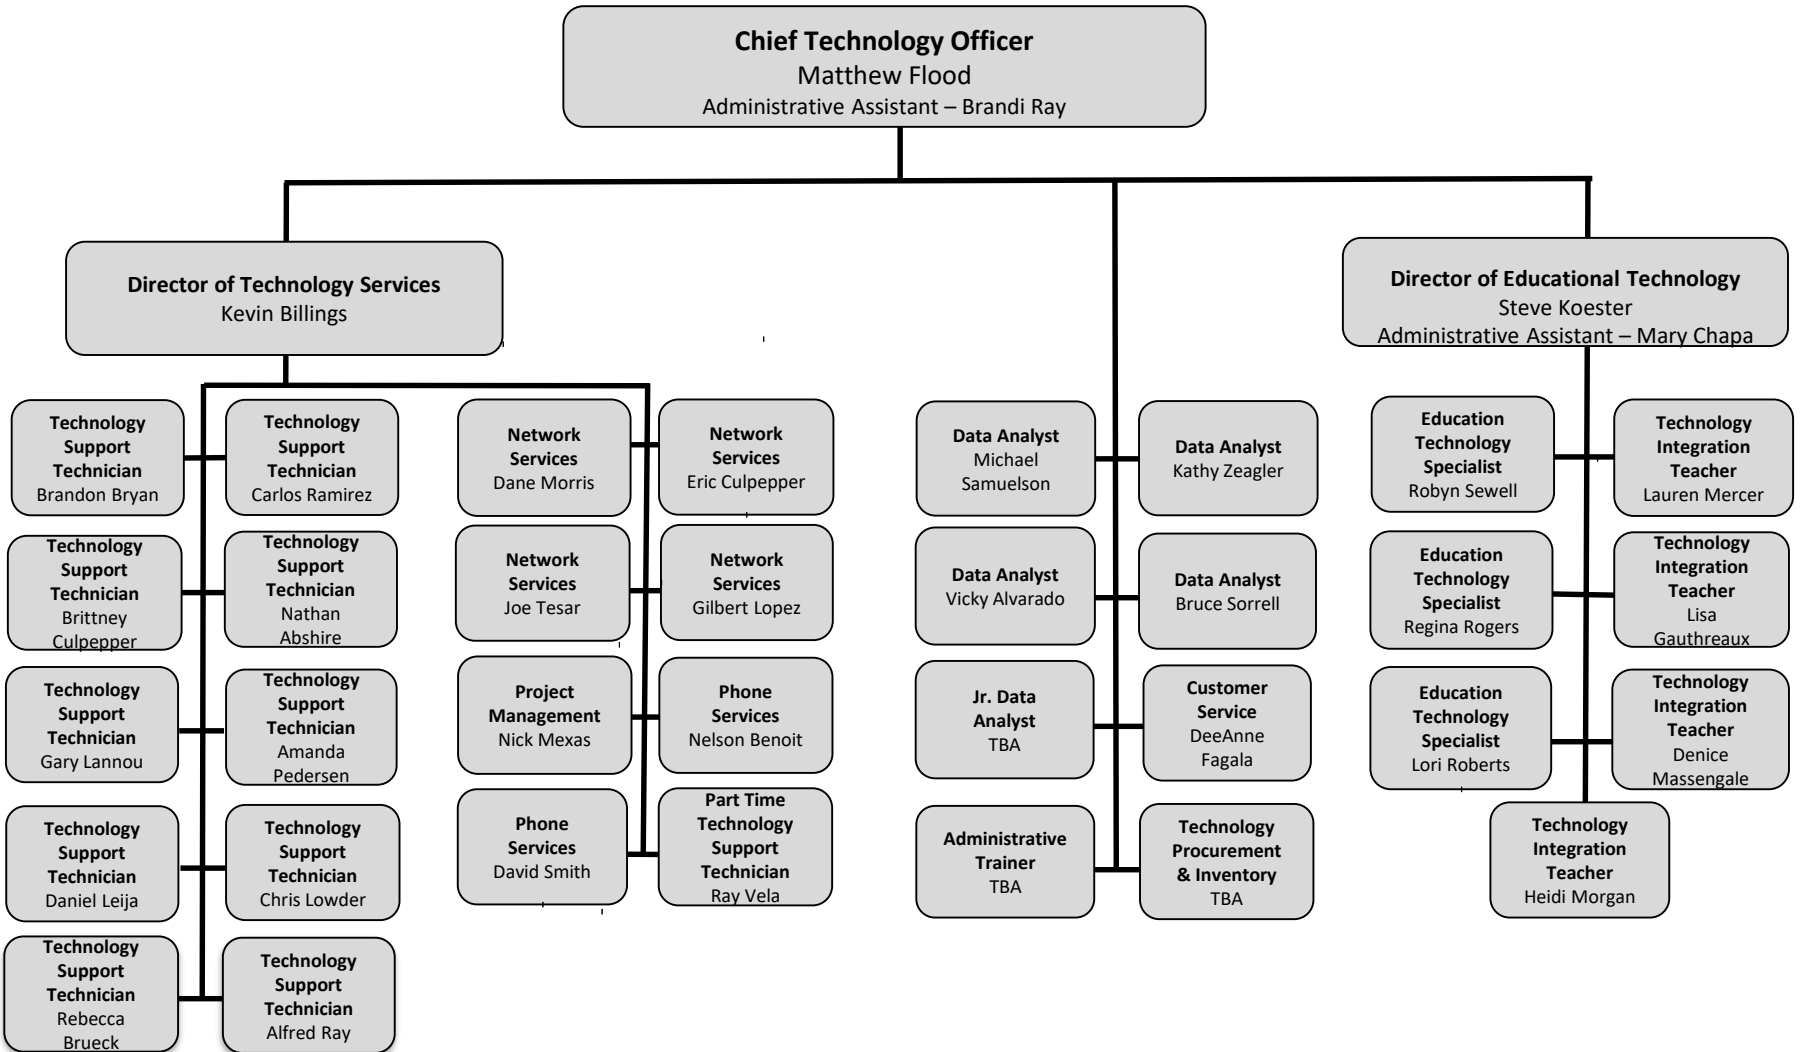 Chief Technology Officer
Matthew Flood
Administrative Assistant – Brandi Ray
Director of Technology Services
Kevin Billings
Director of Educational Technology
Steve Koester
Administrative Assistant – Mary Chapa
Technology
Support
Technician
Brandon Bryan
Technology
Support
Technician
Carlos Ramirez
Technology
Support
Technician
Brittney
Culpepper
Technology
Support
Technician
Nathan
Abshire
Technology
Support
Technician
Gary Lannou
Technology
Support
Technician
Amanda
Pedersen
Technology
Support
Technician
Daniel Leija
Technology
Support
Technician
Chris Lowder
Technology
Support
Technician
Rebecca
Brueck
Technology
Support
Technician
Alfred Ray
Network
Services
Dane Morris
Network
Services
Eric Culpepper
Network
Services
Joe Tesar
Network
Services
Gilbert Lopez
Project
Management
Nick Mexas
Phone
Services
Nelson Benoit
Phone
Services
David Smith
Part Time
Technology
Support
Technician
Ray Vela
Data Analyst
Michael
Samuelson
Data Analyst
Kathy Zeagler
Data Analyst
Vicky Alvarado
Data Analyst
Bruce Sorrell
Jr. Data
Analyst
TBA
Customer
Service
DeeAnne
Fagala
Administrative
Trainer
TBA
Technology
Procurement
& Inventory
TBA
Education
Technology
Specialist
Robyn Sewell
Technology
Integration
Teacher
Lauren Mercer
Education
Technology
Specialist
Regina Rogers
Technology
Integration
Teacher
Lisa
Gauthreaux
Education
Technology
Specialist
Lori Roberts
Technology
Integration
Teacher
Denice
Massengale
Technology
Integration
Teacher
Heidi Morgan